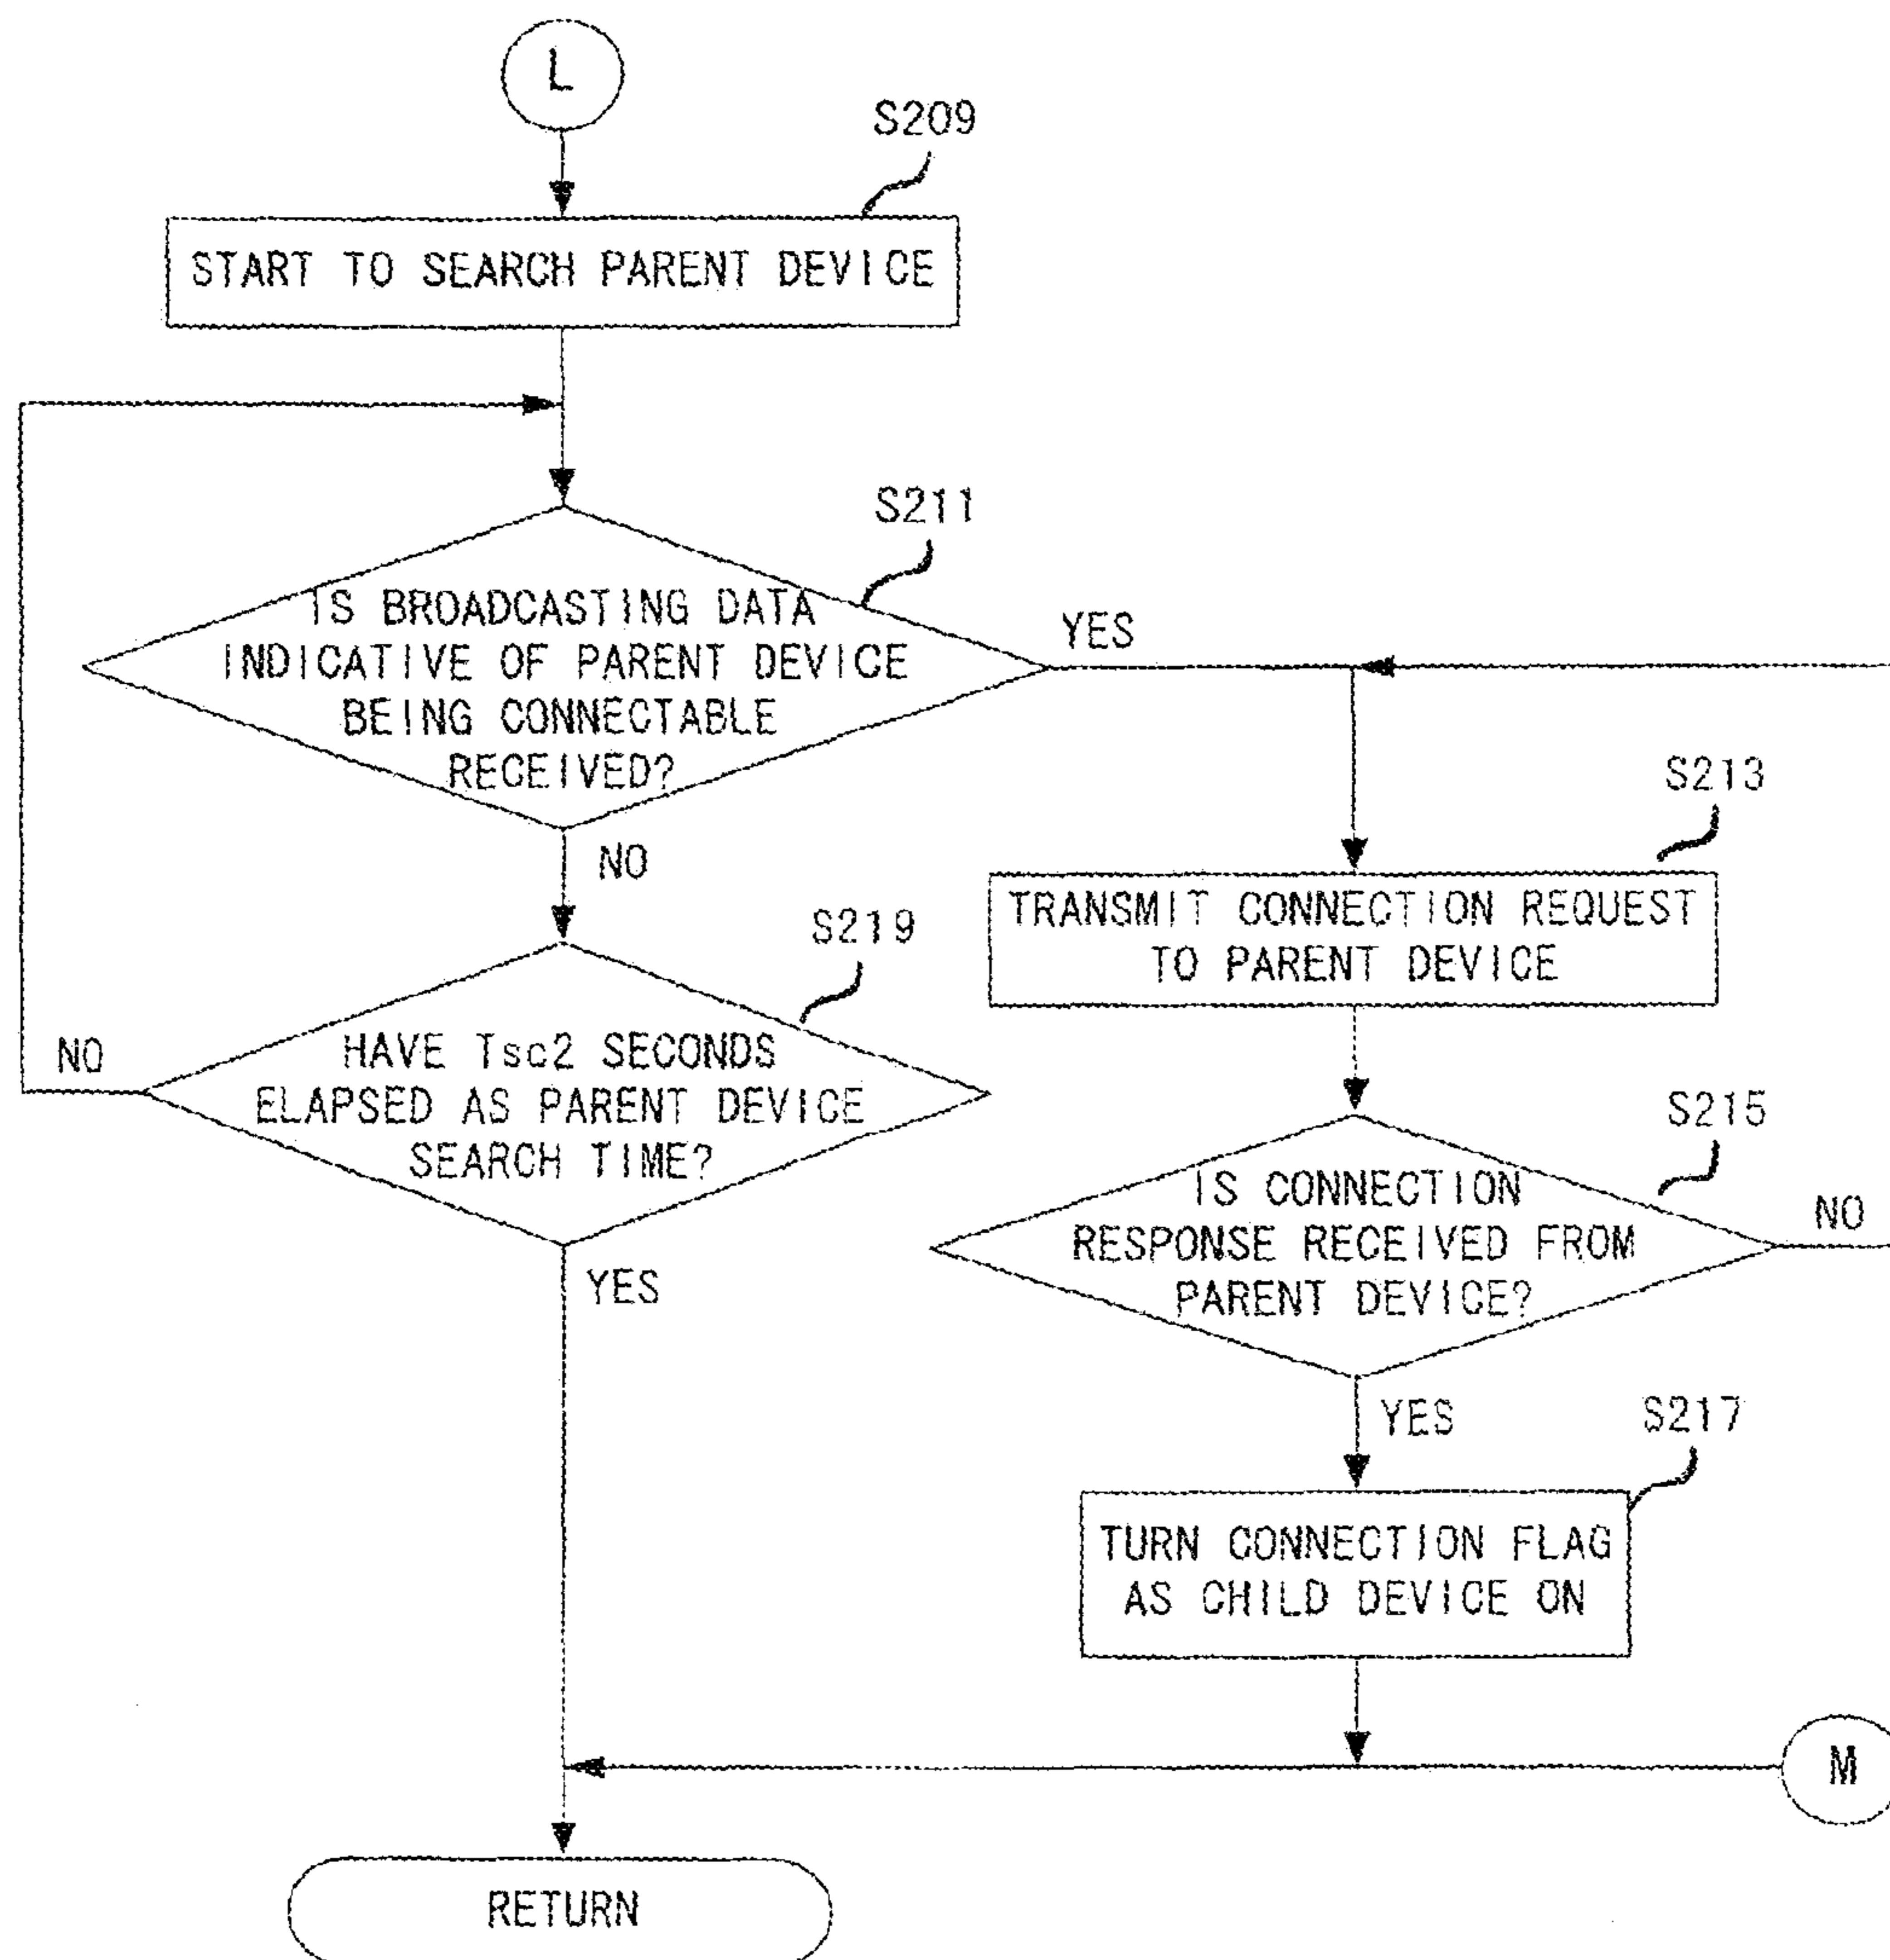 L
S209
START TO SEARCH PARENT DEVICE
S211
IS BROADCASTING DATA
INDICATIVE OF PARENT DEVICE
BEING CONNECTABLE
RECEIVED?
YES
NO
S213
TRANSMIT CONNECTION REQUEST
TO PARENT DEVICE
S219
HAVE Tsc2 SECONDS
ELAPSED AS PARENT DEVICE
SEARCH TIME?
NO
YES
S215
IS CONNECTION
RESPONSE RECEIVED FROM
PARENT DEVICE?
NO
YES
S217
TURN CONNECTION FLAG
AS CHILD DEVICE ON
M
RETURN